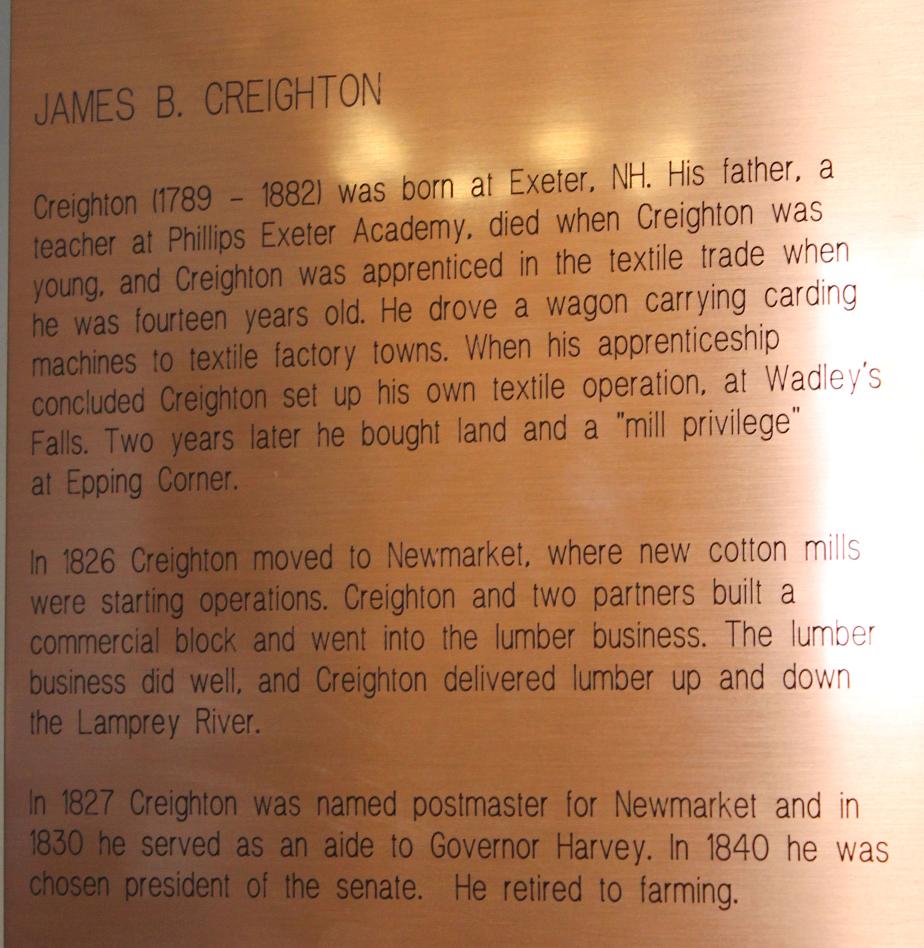 JAMES B. CREIGHTON
Creighton (1789 – 1882) was born at Exeter, NH. His father, a
teacher at Phillips Exeter Academy, died when Creighton was
young, and Creighton was apprenticed in the textile trade when
he was fourteen years old. He drove a wagon carrying carding
machines to textile factory towns. When his apprenticeship
concluded Creighton set up his own textile operation, at Wadley's
Falls. Two years later he bought land and a "mill privilege"
at Epping Corner.
In 1826 Creighton moved to Newmarket, where new cotton mills
were starting operations. Creighton and two partners built a
commercial block and went into the lumber business. The lumber
business did well, and Creighton delivered lumber up and down
the Lamprey River.
In 1827 Creighton was named postmaster for Newmarket and in
1830 he served as an aide to Governor Harvey. In 1840 he was
chosen president of the senate. He retired to farming.